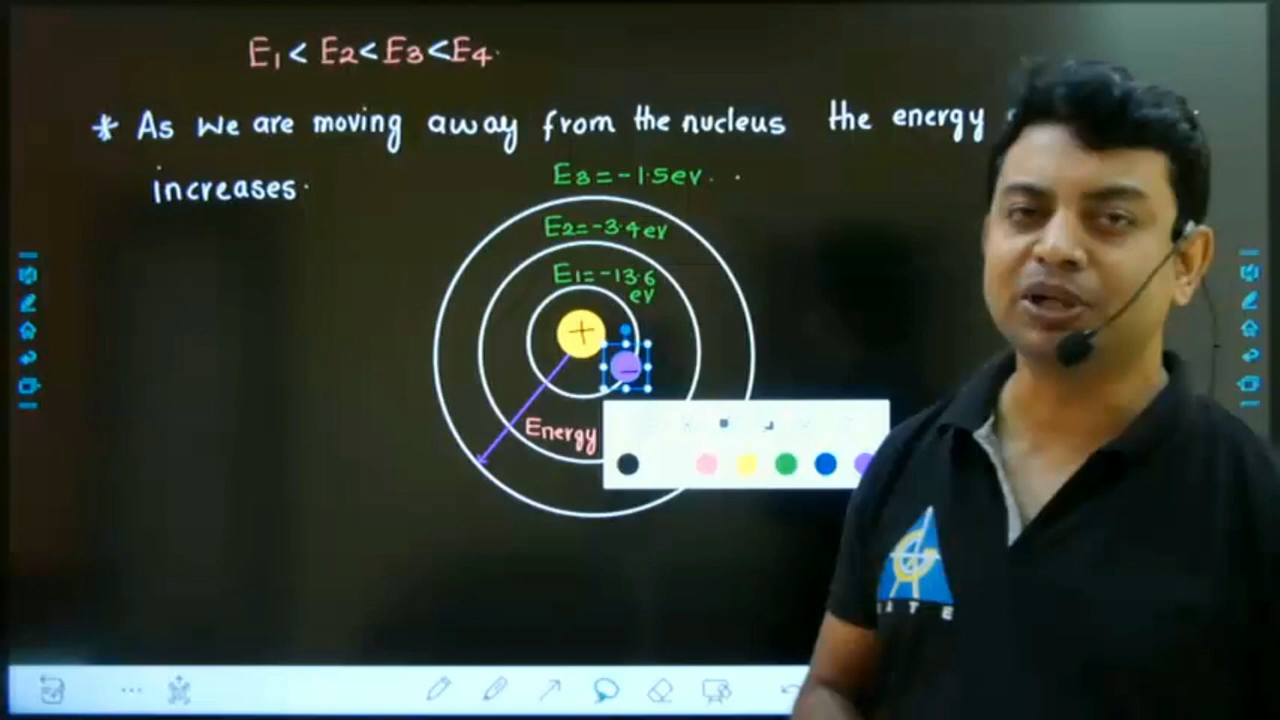 E1 < E2 < E3 < E4.
* As we are moving away from the nucleus the energy
increases.
E3 = -1.5ev.
E2 = -3.4ev
E1 = -13.6
ev
+
−
Energy
ATE